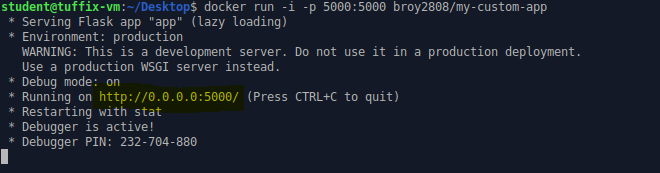 student@tuffix-vm:~/Desktop$ docker run -i -p 5000:5000 broy2808/my-custom-app
* Serving Flask app "app" (lazy loading)
* Environment: production
WARNING: This is a development server. Do not use it in a production deployment.
Use a production WSGI server instead.
* Debug mode: on
* Running on http://0.0.0.0:5000/ (Press CTRL+C to quit)
* Restarting with stat
* Debugger is active!
* Debugger PIN: 232-704-880